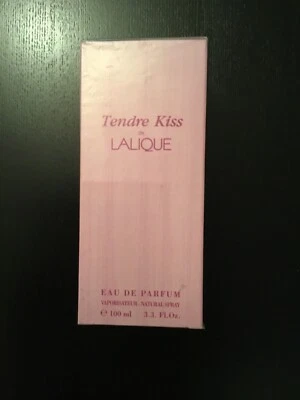 Tendre Kiss
de
LALIQUE
EAU DE PARFUM
VAPORISATEUR NATURAL SPRAY
℮ 100 ml 3.3. Fl.Oz.